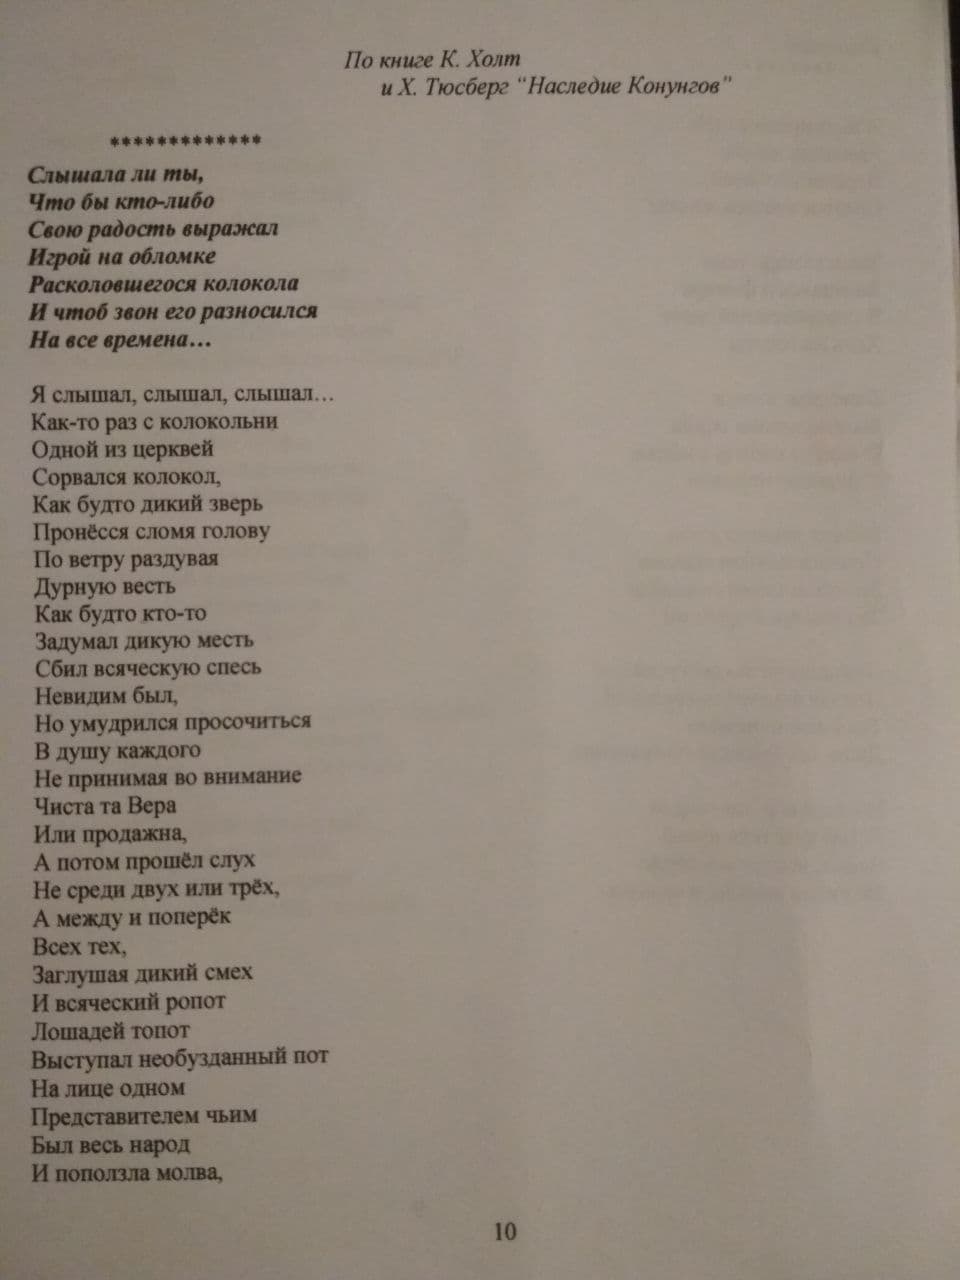 По книге К. Холт
и Х. Тюсберг "Наследие Конунгов"
*************
Слышала ли ты,
Что бы кто-либо
Свою радость выражал
Игрой на обломке
Расколовшегося колокола
И чтоб звон его разносился
На все времена…
Я слышал, слышал, слышал…
Как-то раз с колокольни
Одной из церквей
Сорвался колокол,
Как будто дикий зверь
Пронёсся сломя голову
По ветру раздувая
Дурную весть
Как будто кто-то
Задумал дикую месть
Сбил всяческую спесь
Невидим был,
Но умудрился просочиться
В душу каждого
Не принимая во внимание
Чиста та Вера
Или продажна,
А потом прошёл слух
Не среди двух или трёх,
А между и поперёк
Всех тех,
Заглушая дикий смех
И всяческий ропот
Лошадей топот
Выступал необузданный пот
На лице одном
Представителем чьим
Был весь народ
И поползла молва,
10